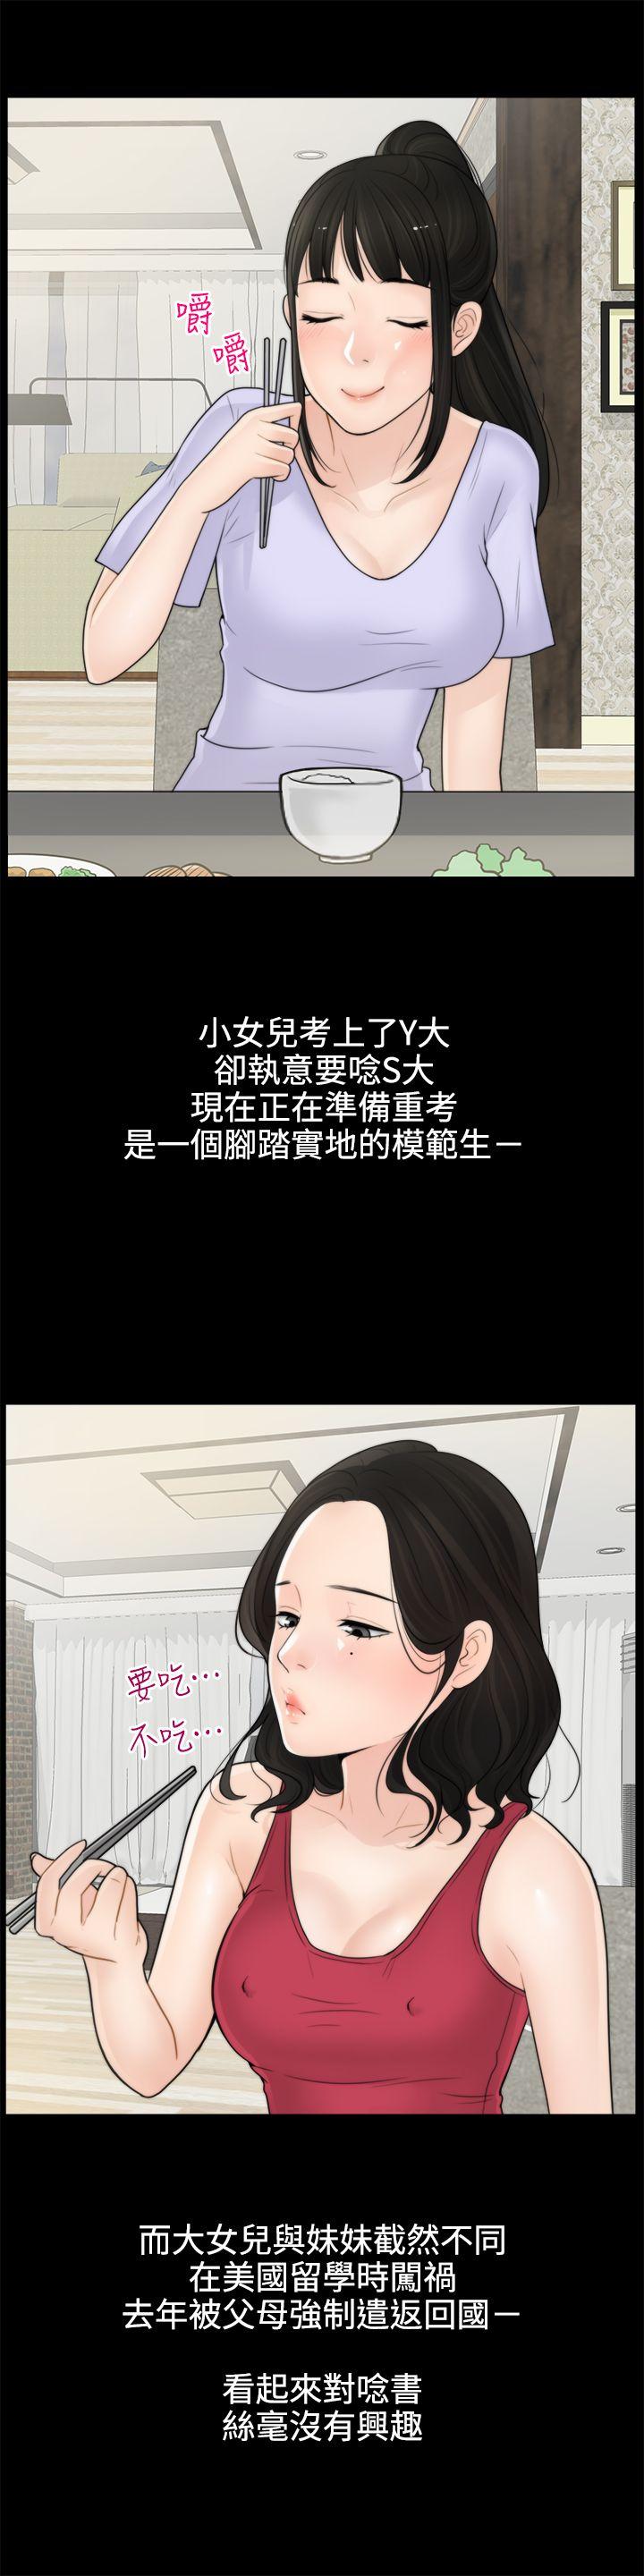 嚼
嚼
小女兒考上了Y大
卻執意要唸S大
現在正在準備重考
是一個腳踏實地的模範生－
要吃…
不吃…
而大女兒與妹妹截然不同
在美國留學時闖禍
去年被父母強制遣返回國－
看起來對唸書
絲毫沒有興趣